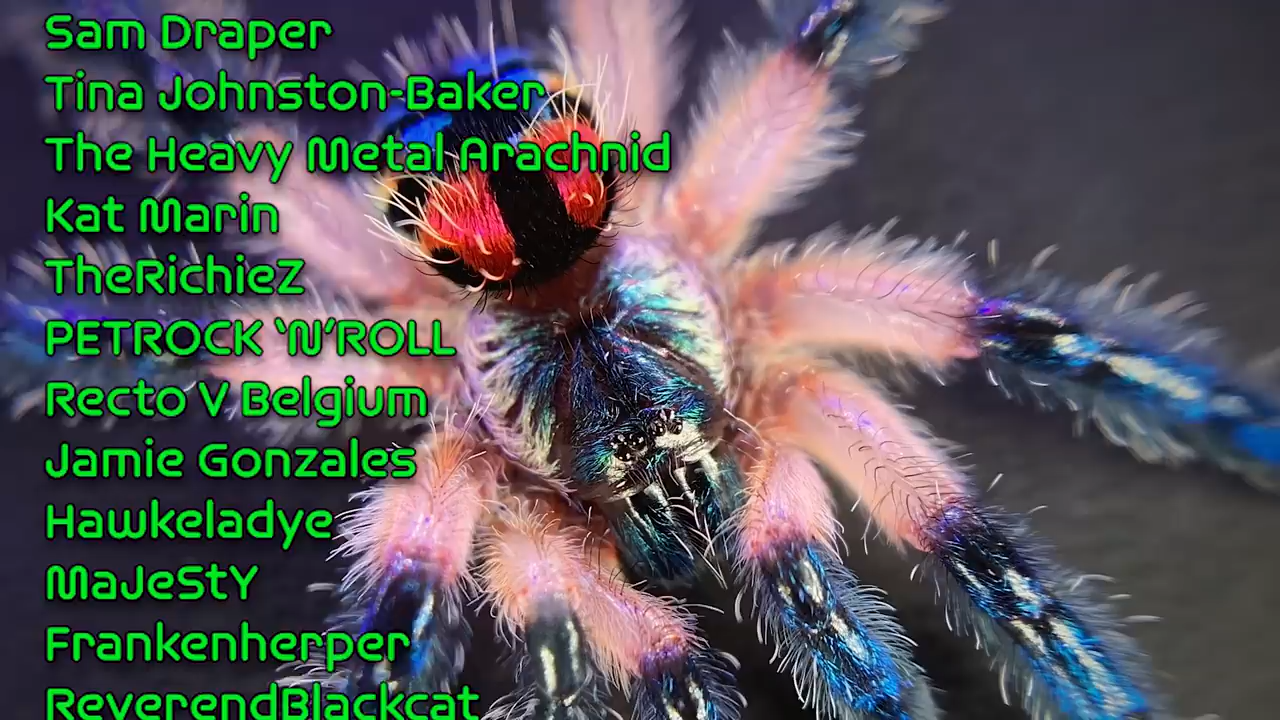 Sam Draper
Tina Johnston-Baker
The Heavy Metal Arachnid
Kat Marin
TheRichieZ
PETROCK 'N'ROLL
Recto V Belgium
Jamie Gonzales
Hawkeladye
MaJeStY
Frankenherper
ReverendBlackcat